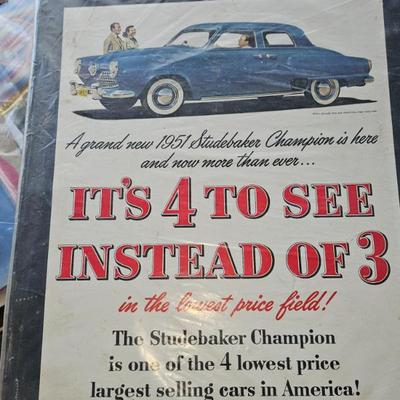 A grand new 1951 Studebaker Champion is here
and now more than ever...
IT'S 4 TO SEE
INSTEAD OF 3
in the lowest price field!
The Studebaker Champion
is one of the 4 lowest price
largest selling cars in America!